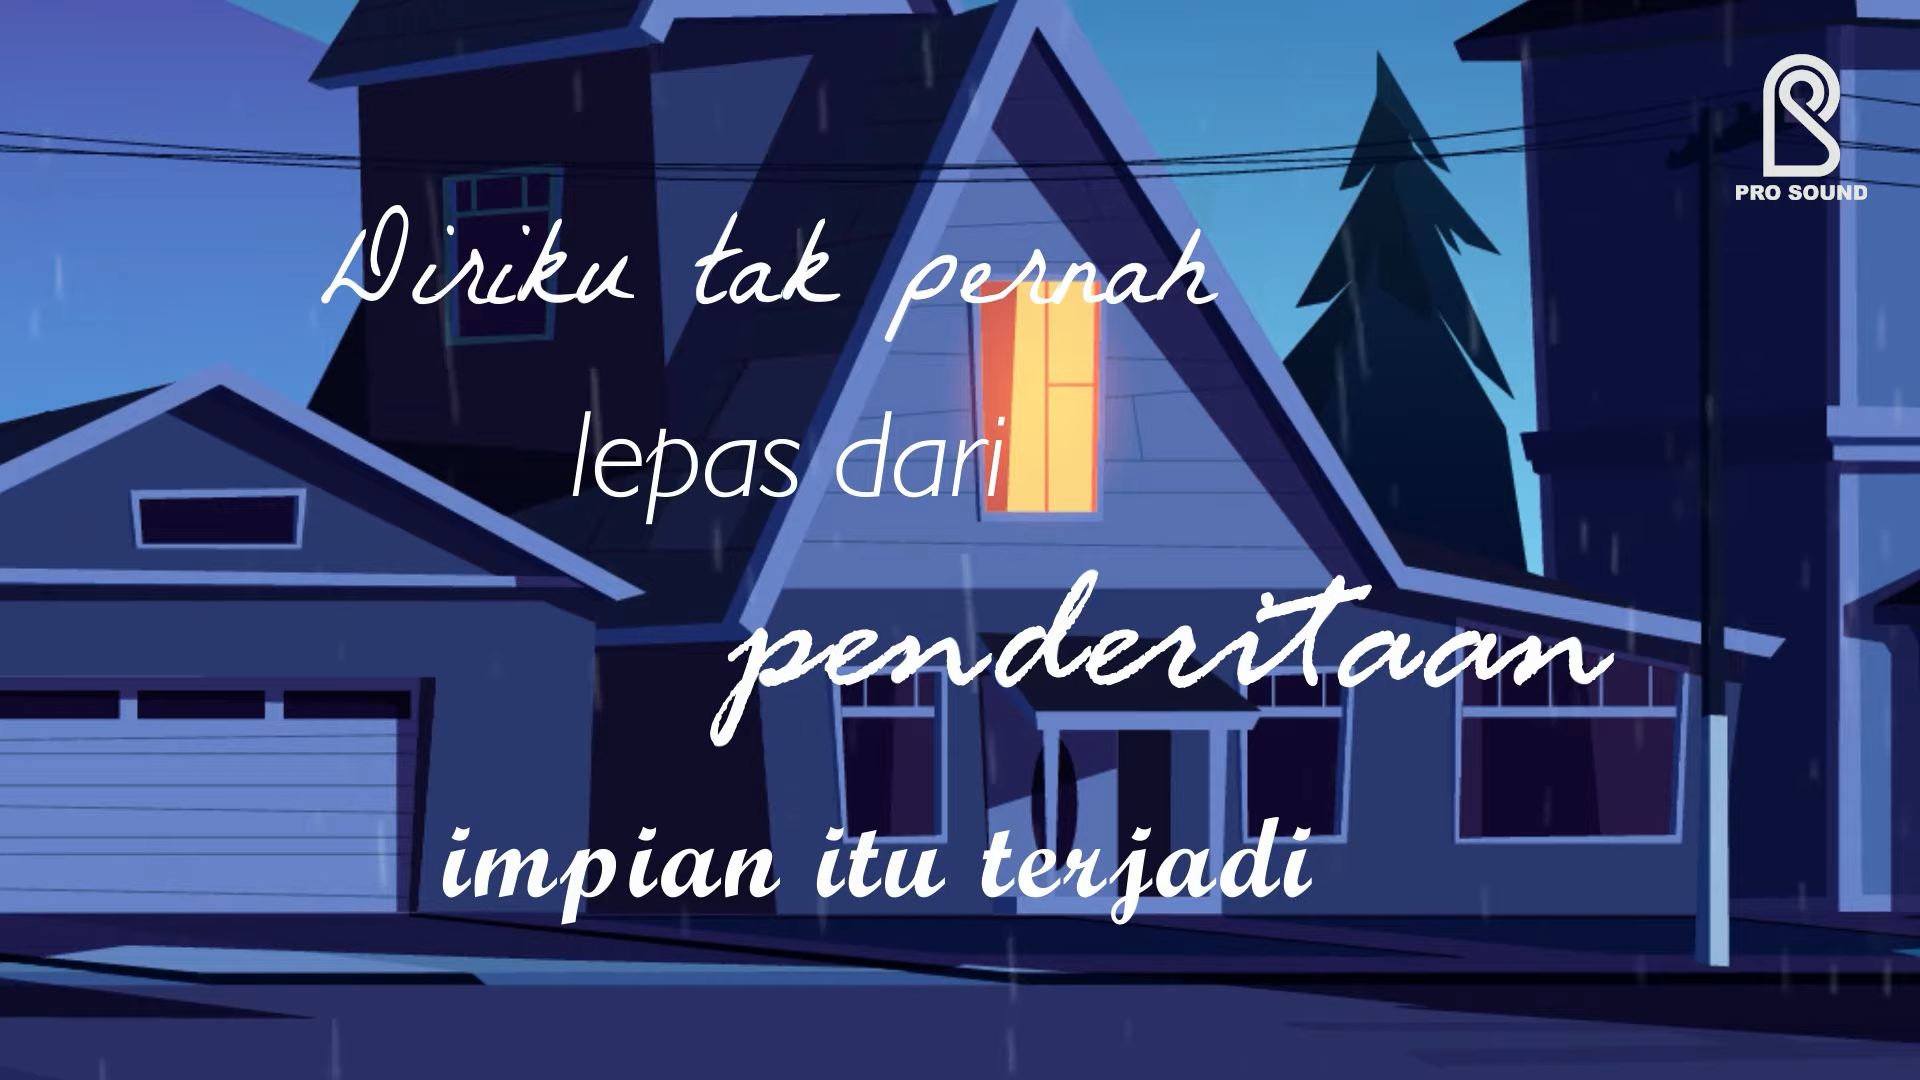 PRO SOUND
Diriku tak pernah
lepas dari
penderitaan
impian itu terjadi